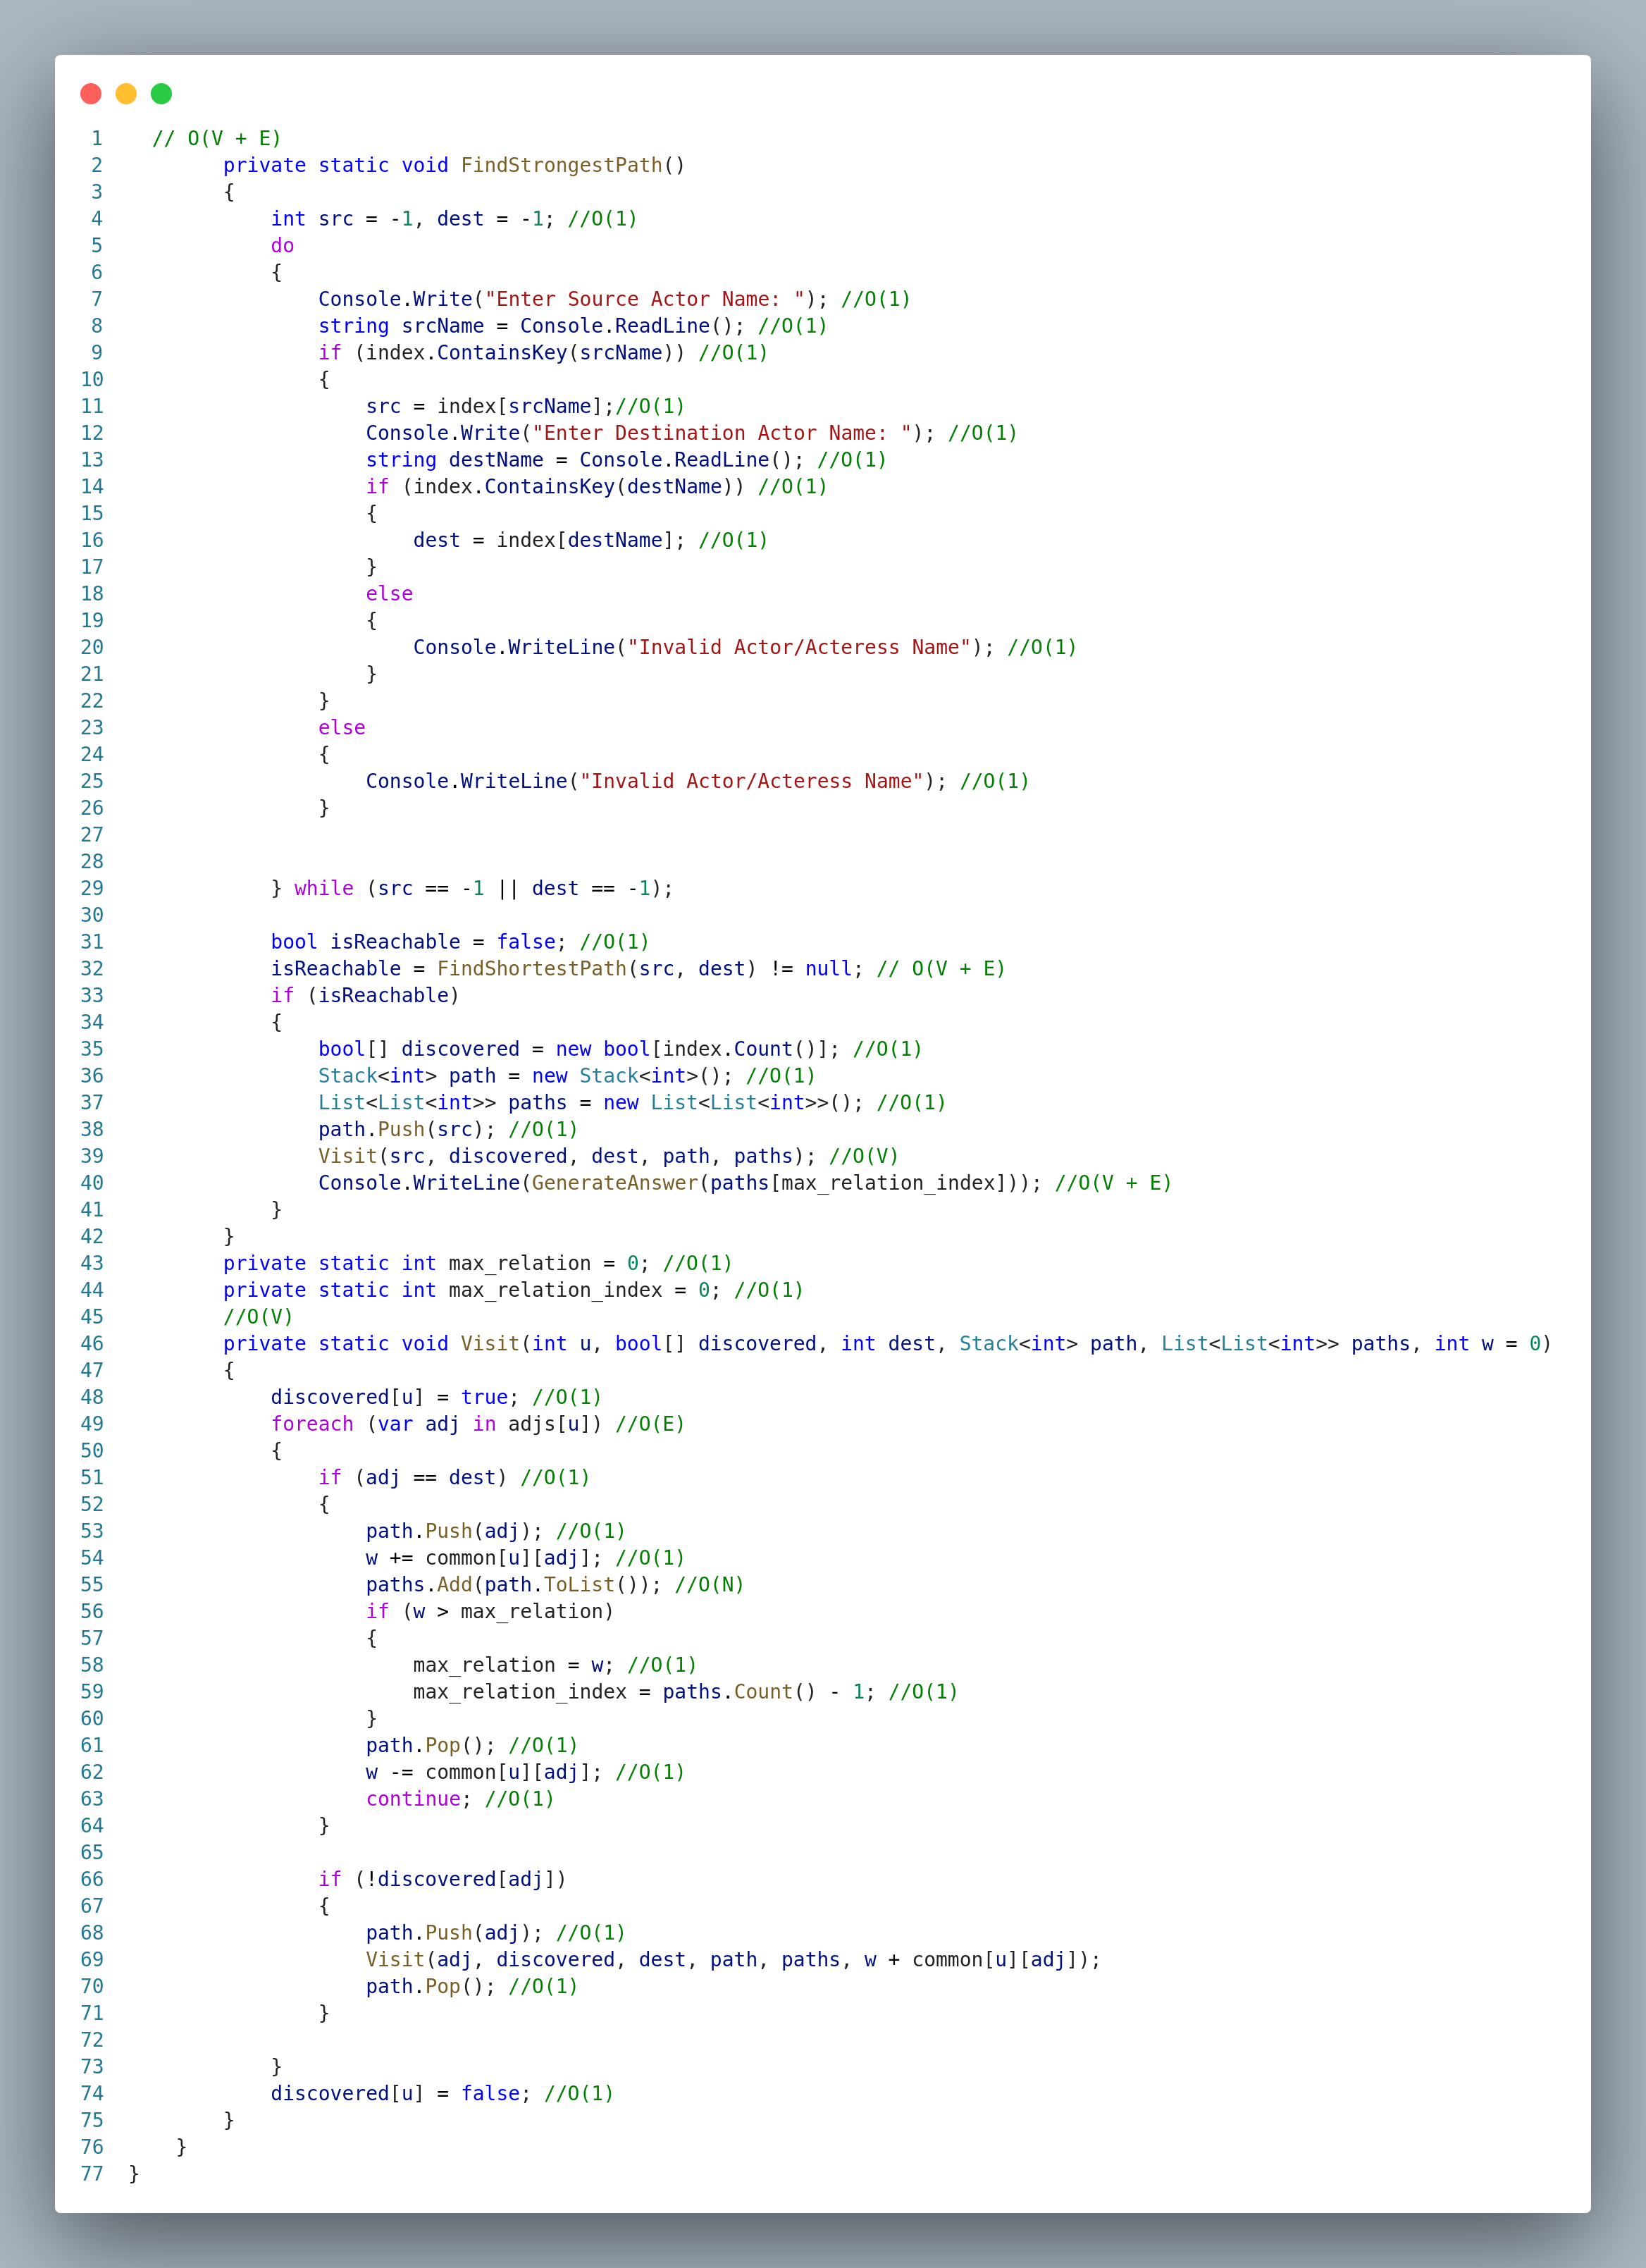 1    // O(V + E)
2          private static void FindStrongestPath()
3          {
4              int src = -1, dest = -1; //O(1)
5              do
6              {
7                  Console.Write("Enter Source Actor Name: "); //O(1)
8                  string srcName = Console.ReadLine(); //O(1)
9                  if (index.ContainsKey(srcName)) //O(1)
10                 {
11                     src = index[srcName];//O(1)
12                     Console.Write("Enter Destination Actor Name: "); //O(1)
13                     string destName = Console.ReadLine(); //O(1)
14                     if (index.ContainsKey(destName)) //O(1)
15                     {
16                         dest = index[destName]; //O(1)
17                     }
18                     else
19                     {
20                         Console.WriteLine("Invalid Actor/Acteress Name"); //O(1)
21                     }
22                 }
23                 else
24                 {
25                     Console.WriteLine("Invalid Actor/Acteress Name"); //O(1)
26                 }
27
28
29             } while (src == -1 || dest == -1);
30
31             bool isReachable = false; //O(1)
32             isReachable = FindShortestPath(src, dest) != null; // O(V + E)
33             if (isReachable)
34             {
35                 bool[] discovered = new bool[index.Count()]; //O(1)
36                 Stack<int> path = new Stack<int>(); //O(1)
37                 List<List<int>> paths = new List<List<int>>(); //O(1)
38                 path.Push(src); //O(1)
39                 Visit(src, discovered, dest, path, paths); //O(V)
40                 Console.WriteLine(GenerateAnswer(paths[max_relation_index])); //O(V + E)
41             }
42         }
43         private static int max_relation = 0; //O(1)
44         private static int max_relation_index = 0; //O(1)
45         //O(V)
46         private static void Visit(int u, bool[] discovered, int dest, Stack<int> path, List<List<int>> paths, int w = 0)
47         {
48             discovered[u] = true; //O(1)
49             foreach (var adj in adjs[u]) //O(E)
50             {
51                 if (adj == dest) //O(1)
52                 {
53                     path.Push(adj); //O(1)
54                     w += common[u][adj]; //O(1)
55                     paths.Add(path.ToList()); //O(N)
56                     if (w > max_relation)
57                     {
58                         max_relation = w; //O(1)
59                         max_relation_index = paths.Count() - 1; //O(1)
60                     }
61                     path.Pop(); //O(1)
62                     w -= common[u][adj]; //O(1)
63                     continue; //O(1)
64                 }
65
66                 if (!discovered[adj])
67                 {
68                     path.Push(adj); //O(1)
69                     Visit(adj, discovered, dest, path, paths, w + common[u][adj]);
70                     path.Pop(); //O(1)
71                 }
72
73             }
74             discovered[u] = false; //O(1)
75         }
76     }
77 }